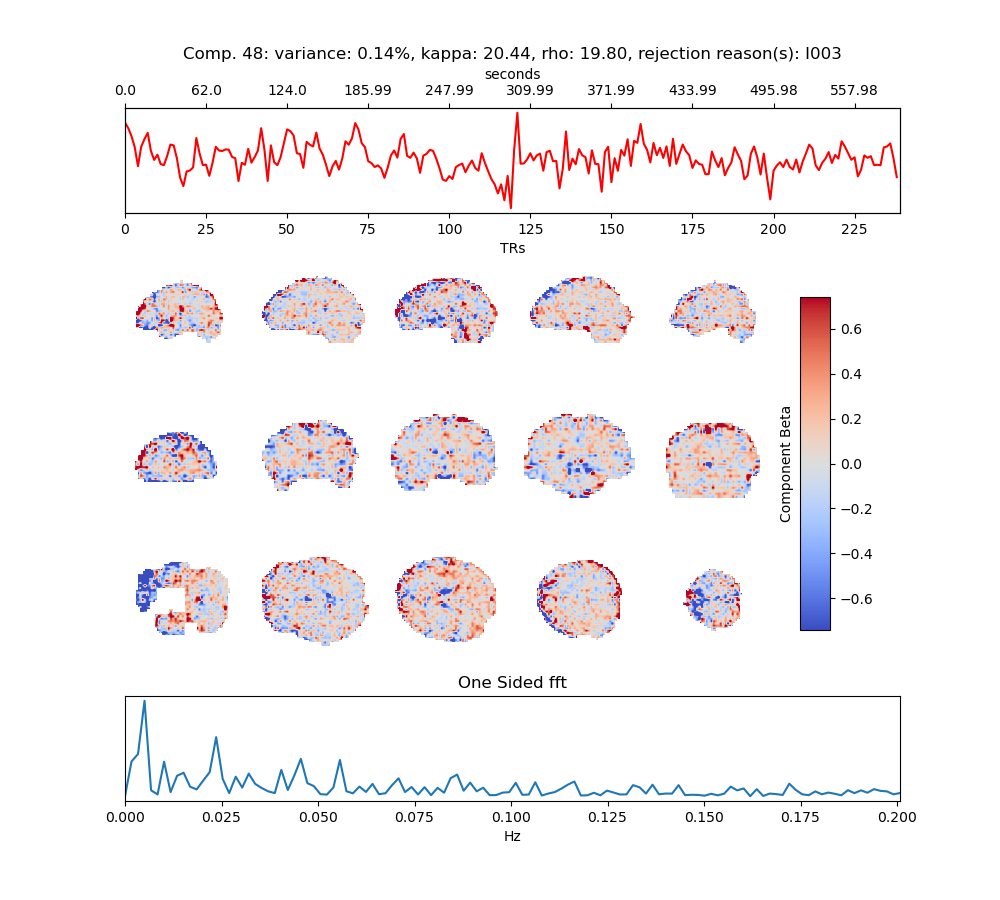 Comp. 48: variance: 0.14%, kappa: 20.44, rho: 19.80, rejection reason(s): I003
seconds
0.0 62.0 124.0 185.99 247.99 309.99 371.99 433.99 495.98 557.98
0 25 50 75 100 125 150 175 200 225
TRs
0.6
0.4
0.2
0.0
−0.2
−0.4
−0.6
Component Beta
One Sided fft
0.000 0.025 0.050 0.075 0.100 0.125 0.150 0.175 0.200
Hz